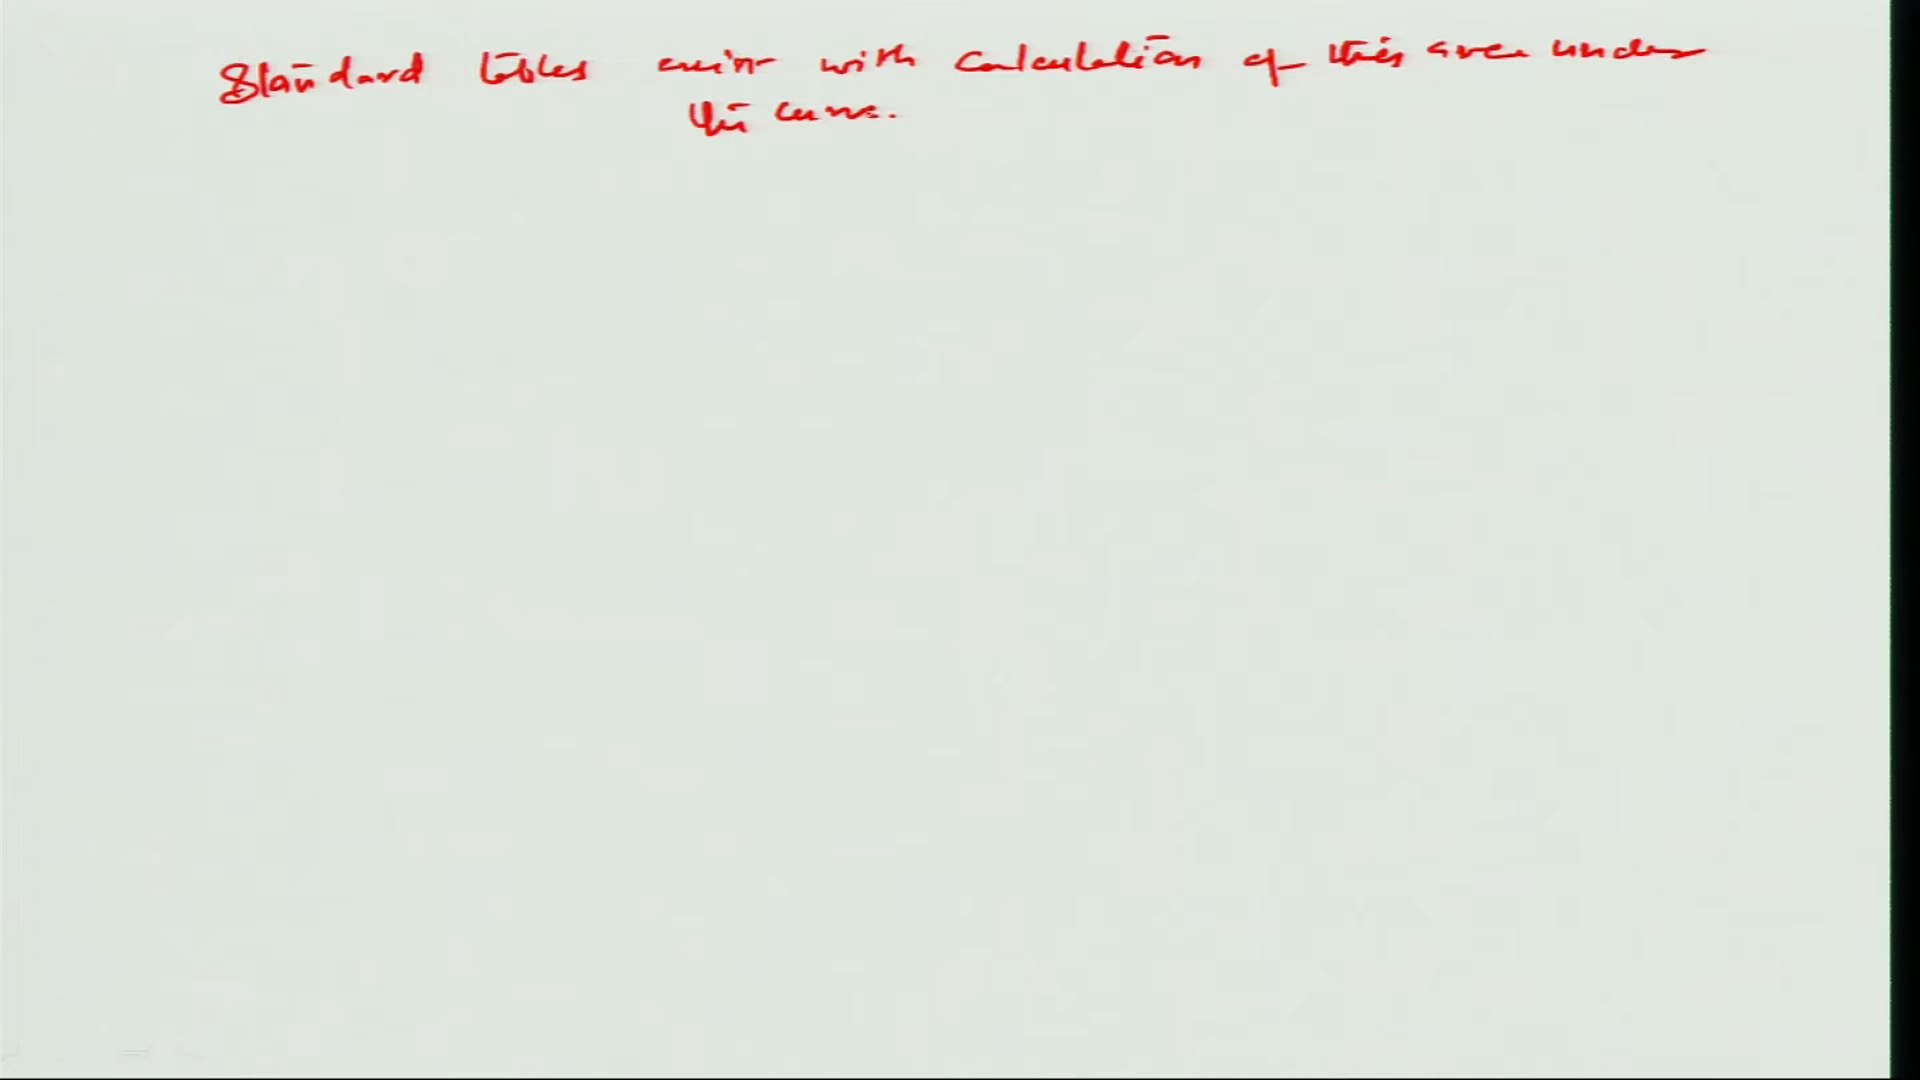 Standard tables exist with calculation of this area under
the curve.